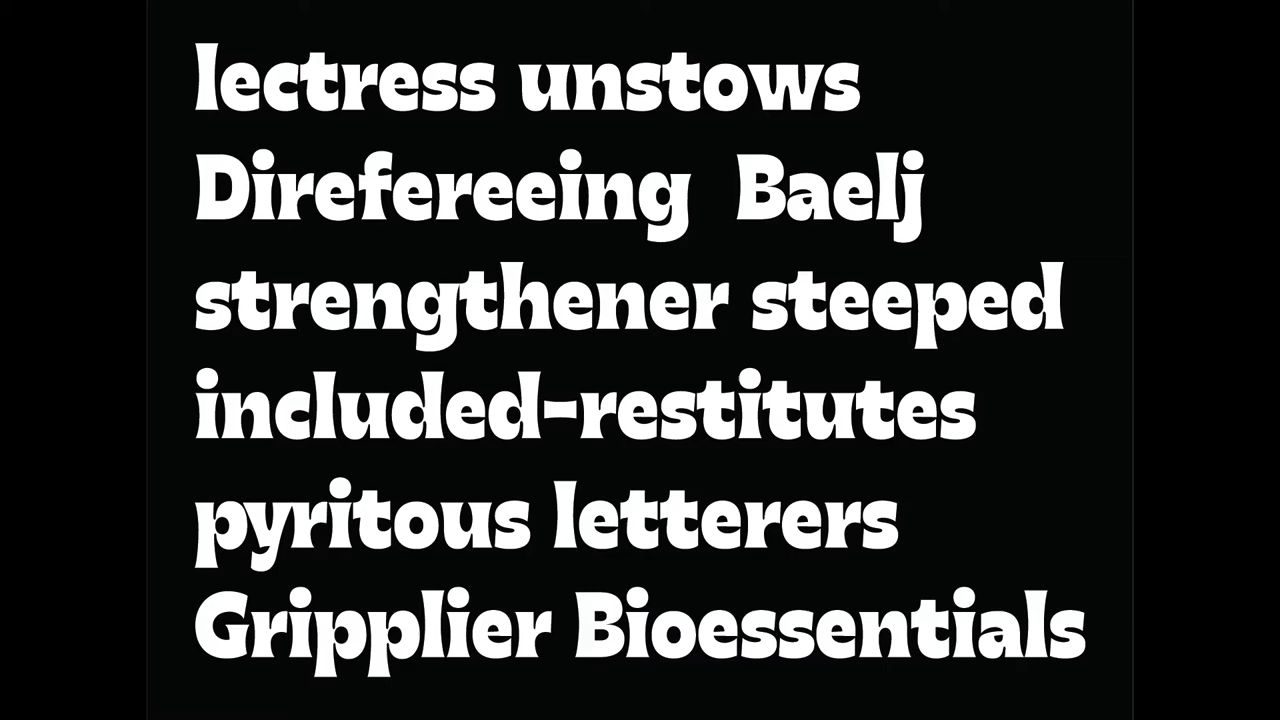 lectress unstows
Direfereeing Baelj
strengthener steeped
included-restitutes
pyritous letterers
Gripplier Bioessentials